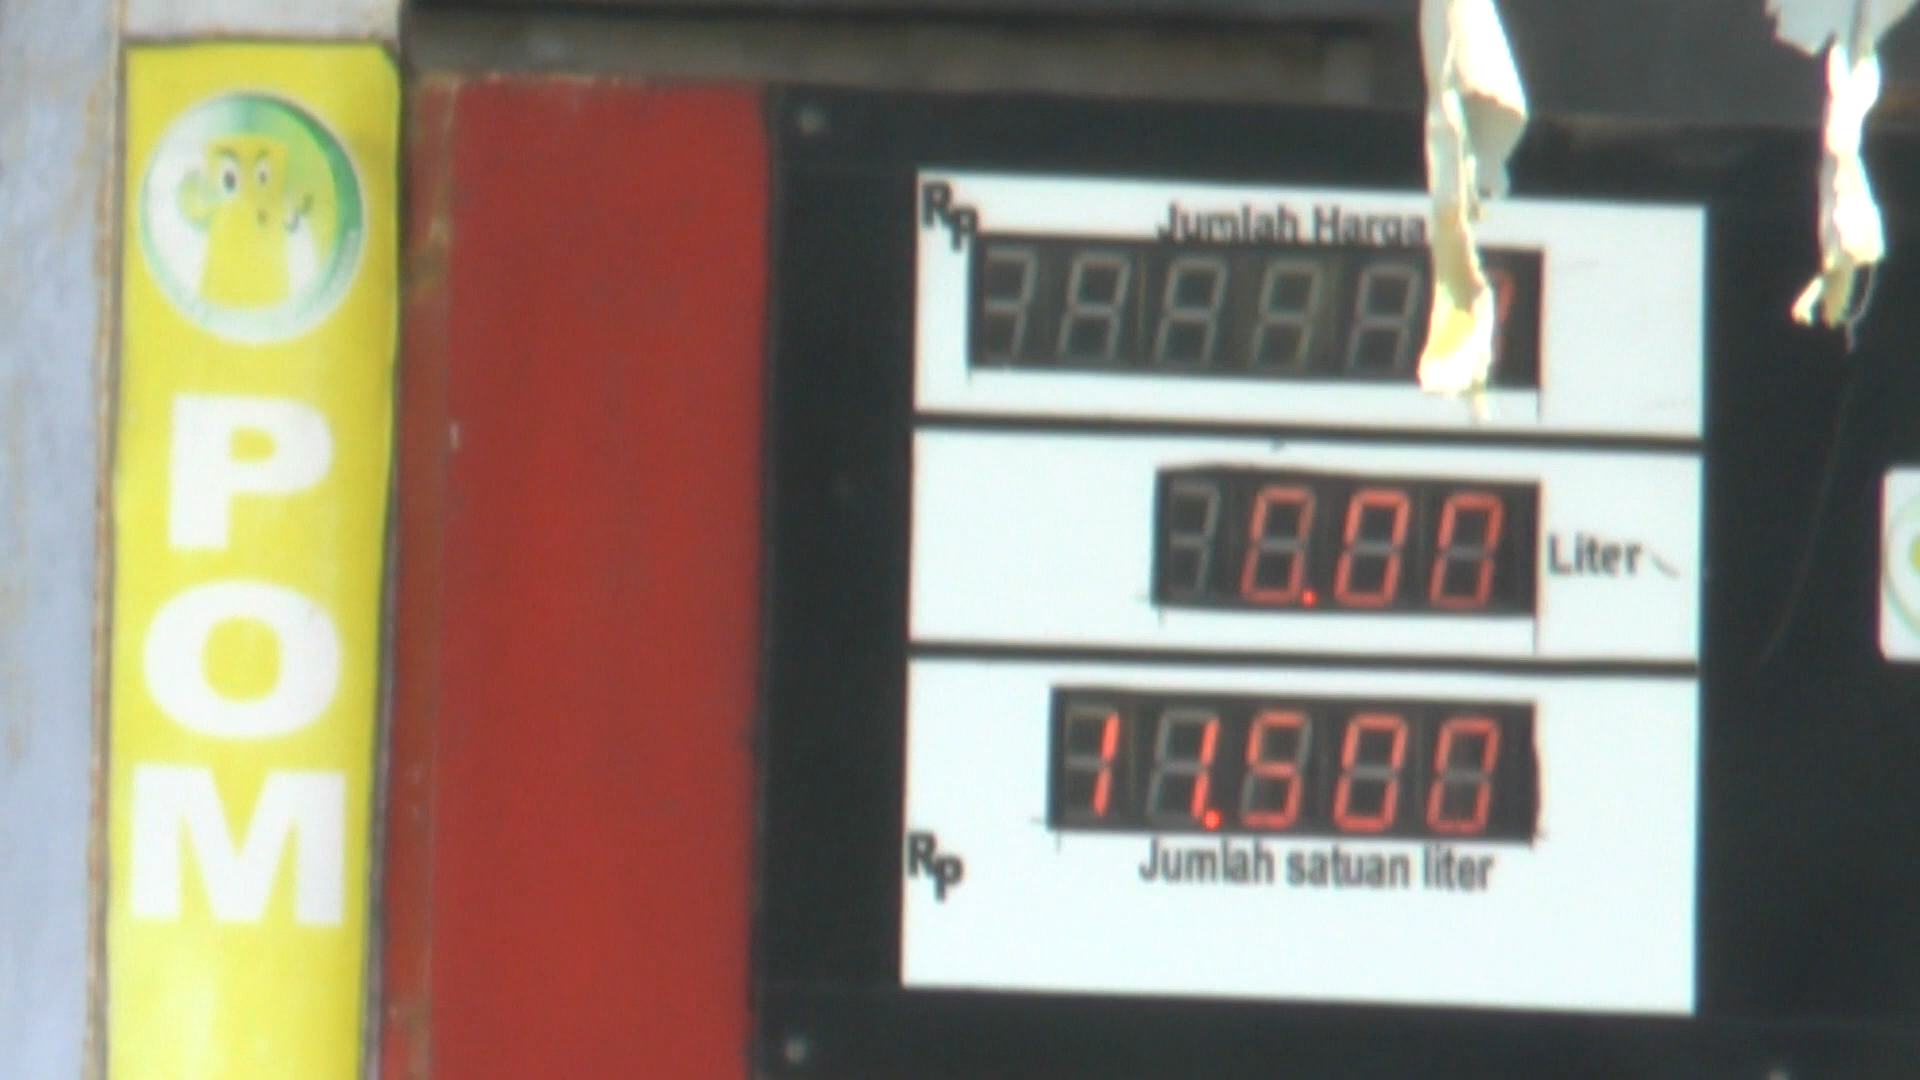 POM
Rp
Jumlah Harga
0.00
Liter
11.500
Rp
Jumlah satuan liter